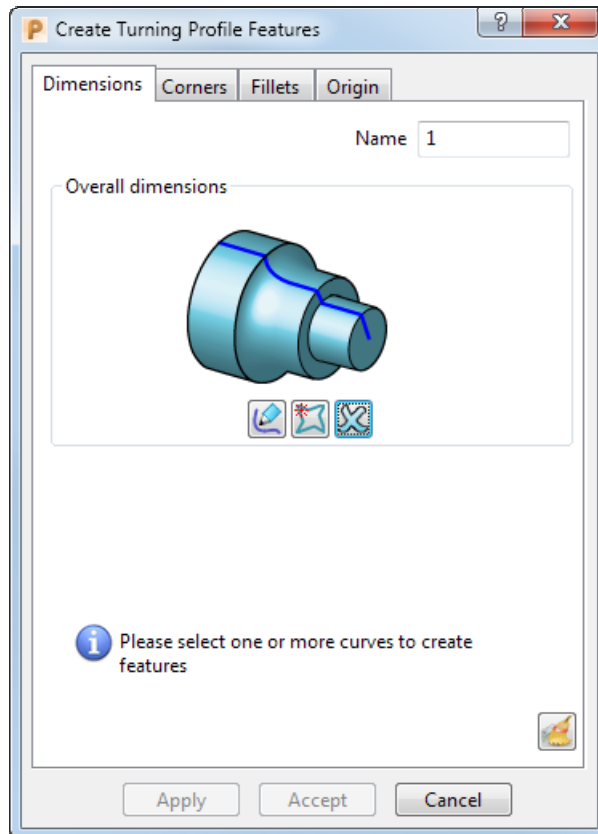 P Create Turning Profile Features ? x
Dimensions Corners Fillets Origin
Name 1
Overall dimensions
i Please select one or more curves to create
features
Apply Accept Cancel